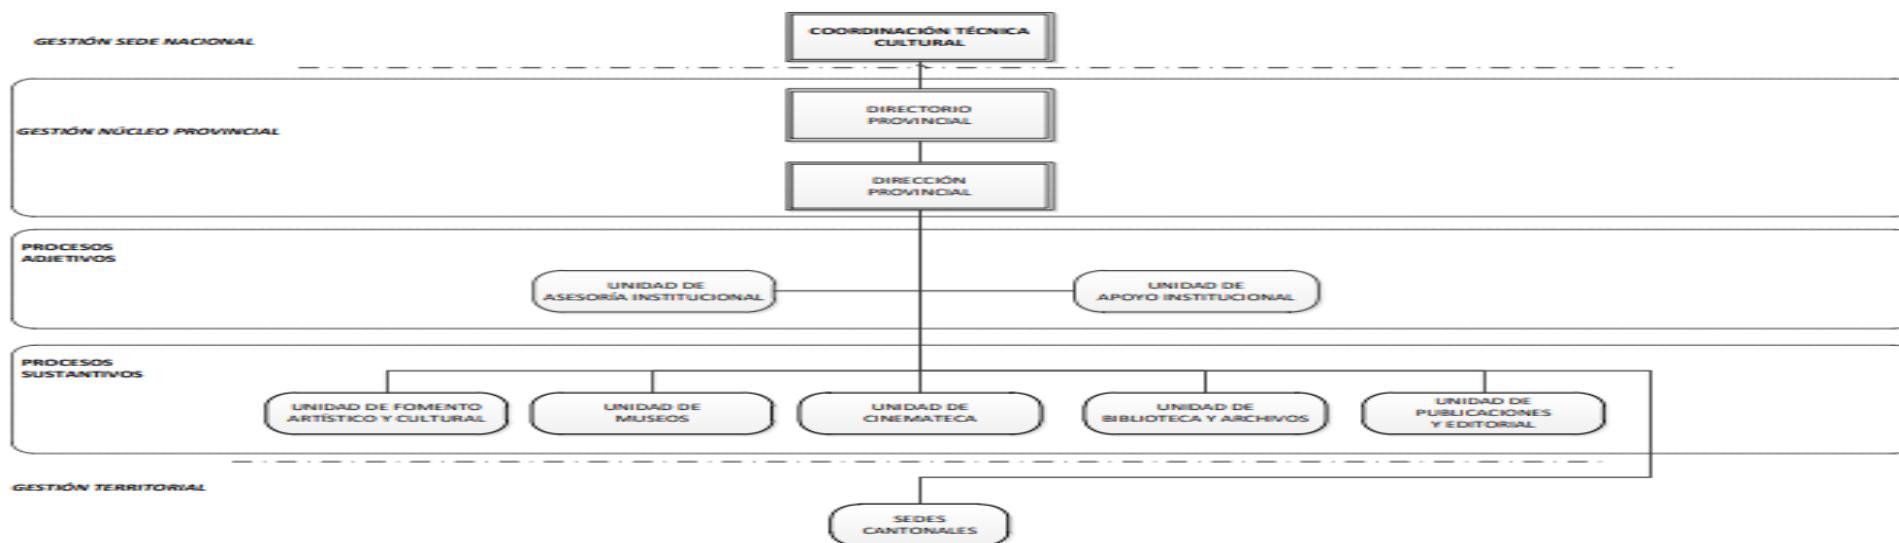 GESTIÓN SEDE NACIONAL
COORDINACIÓN TÉCNICA
CULTURAL
GESTIÓN NÚCLEO PROVINCIAL
DIRECTORIO
PROVINCIAL
DIRECCIÓN
PROVINCIAL
PROCESOS
ADJETIVOS
UNIDAD DE
ASESORÍA INSTITUCIONAL
UNIDAD DE
APOYO INSTITUCIONAL
PROCESOS
SUSTANTIVOS
UNIDAD DE FOMENTO
ARTÍSTICO Y CULTURAL
UNIDAD DE
MUSEOS
UNIDAD DE
CINEMATECA
UNIDAD DE
BIBLIOTECA Y ARCHIVOS
UNIDAD DE
PUBLICACIONES
Y EDITORIAL
GESTIÓN TERRITORIAL
SEDES
CANTONALES